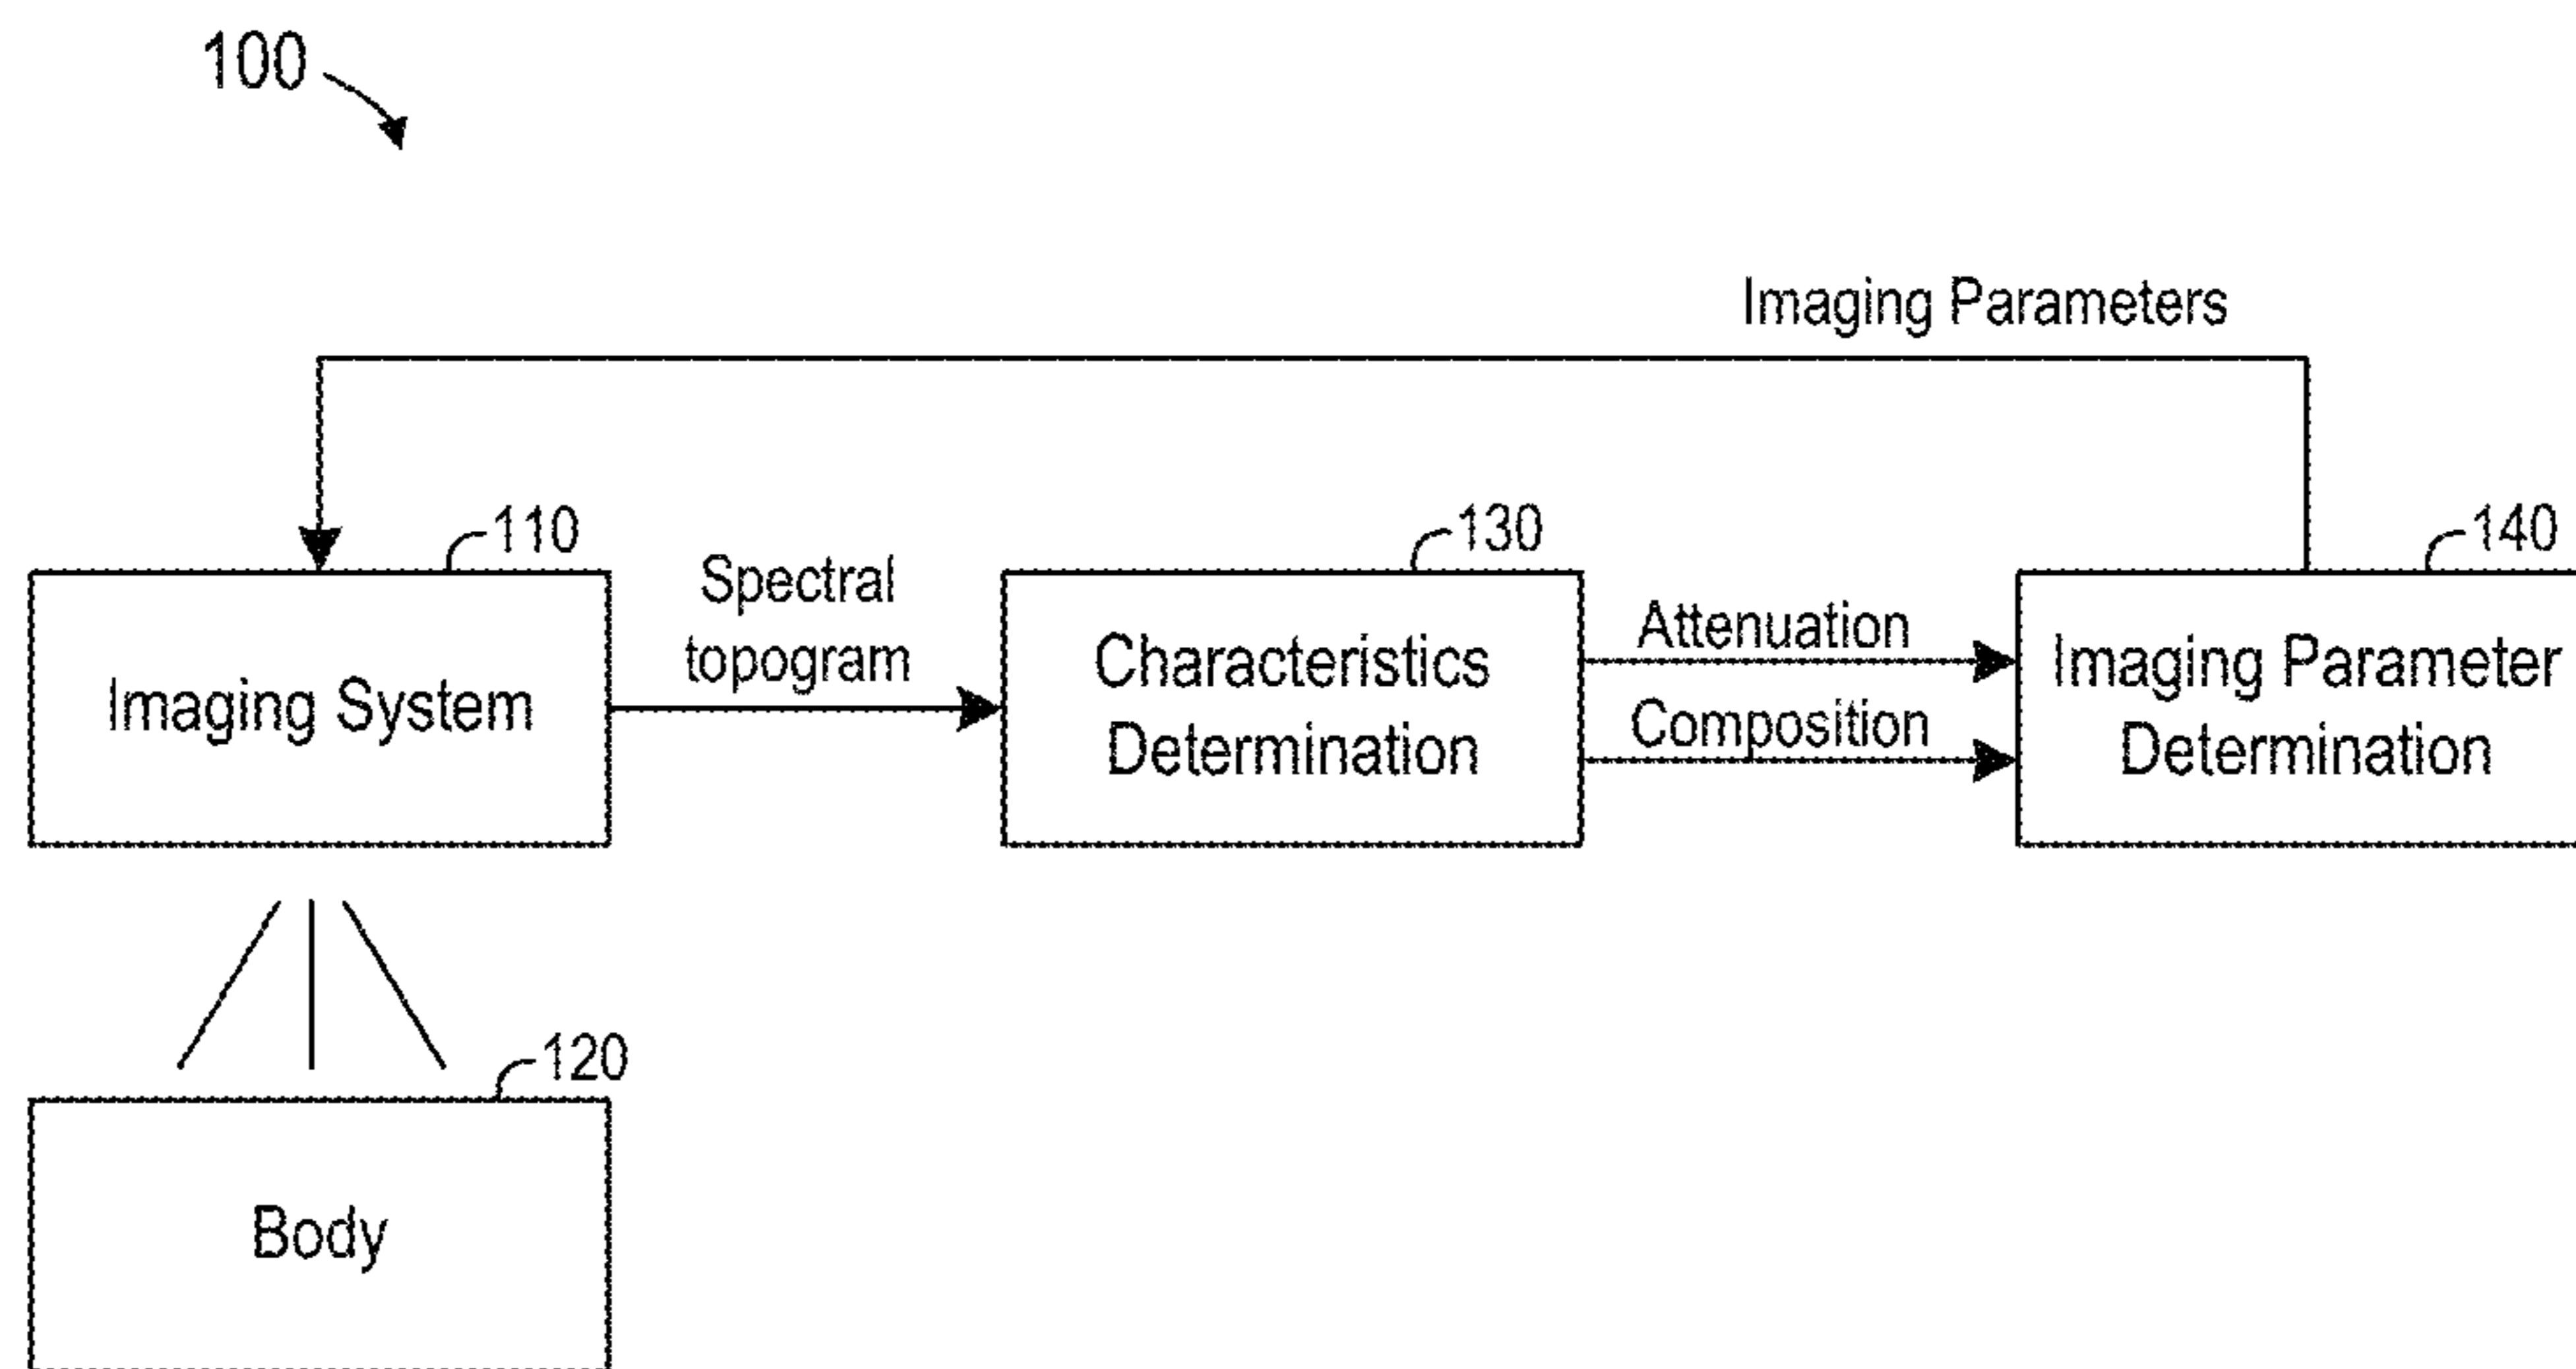 100
Imaging Parameters
110
130
140
Spectral
topogram
Attenuation
Composition
Imaging System
Characteristics
Determination
Imaging Parameter
Determination
120
Body